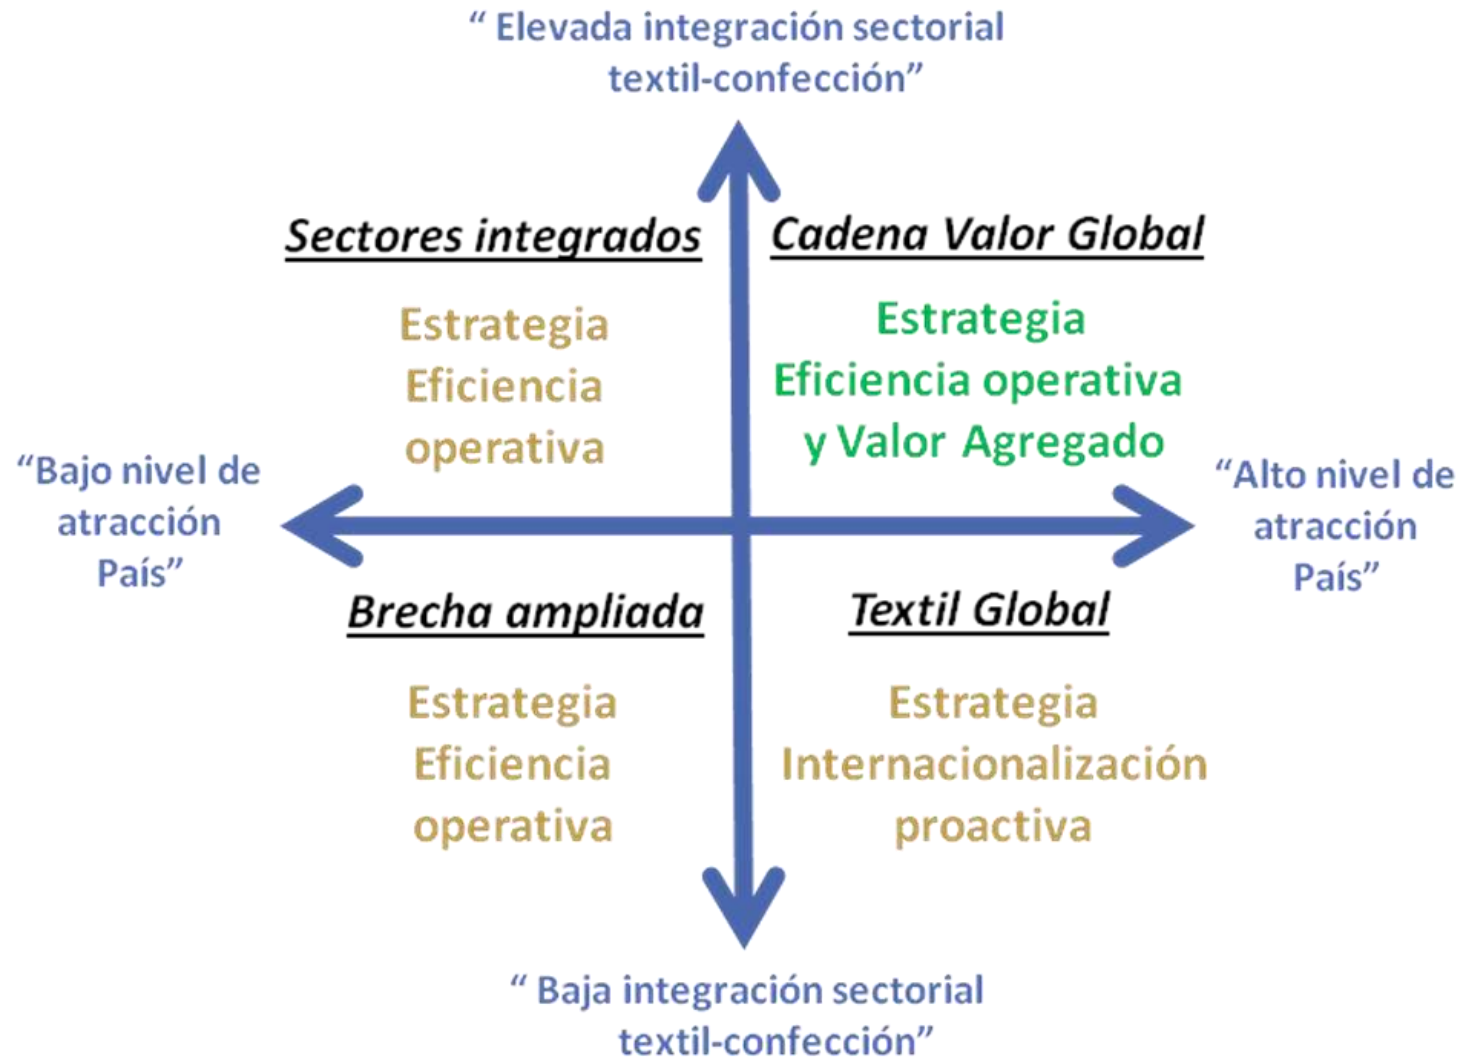 “ Elevada integración sectorial
textil-confección”
Sectores integrados
Estrategia
Eficiencia
operativa
Cadena Valor Global
Estrategia
Eficiencia operativa
y Valor Agregado
“Bajo nivel de
atracción
País”
“Alto nivel de
atracción
País”
Brecha ampliada
Estrategia
Eficiencia
operativa
Textil Global
Estrategia
Internacionalización
proactiva
“ Baja integración sectorial
textil-confección”